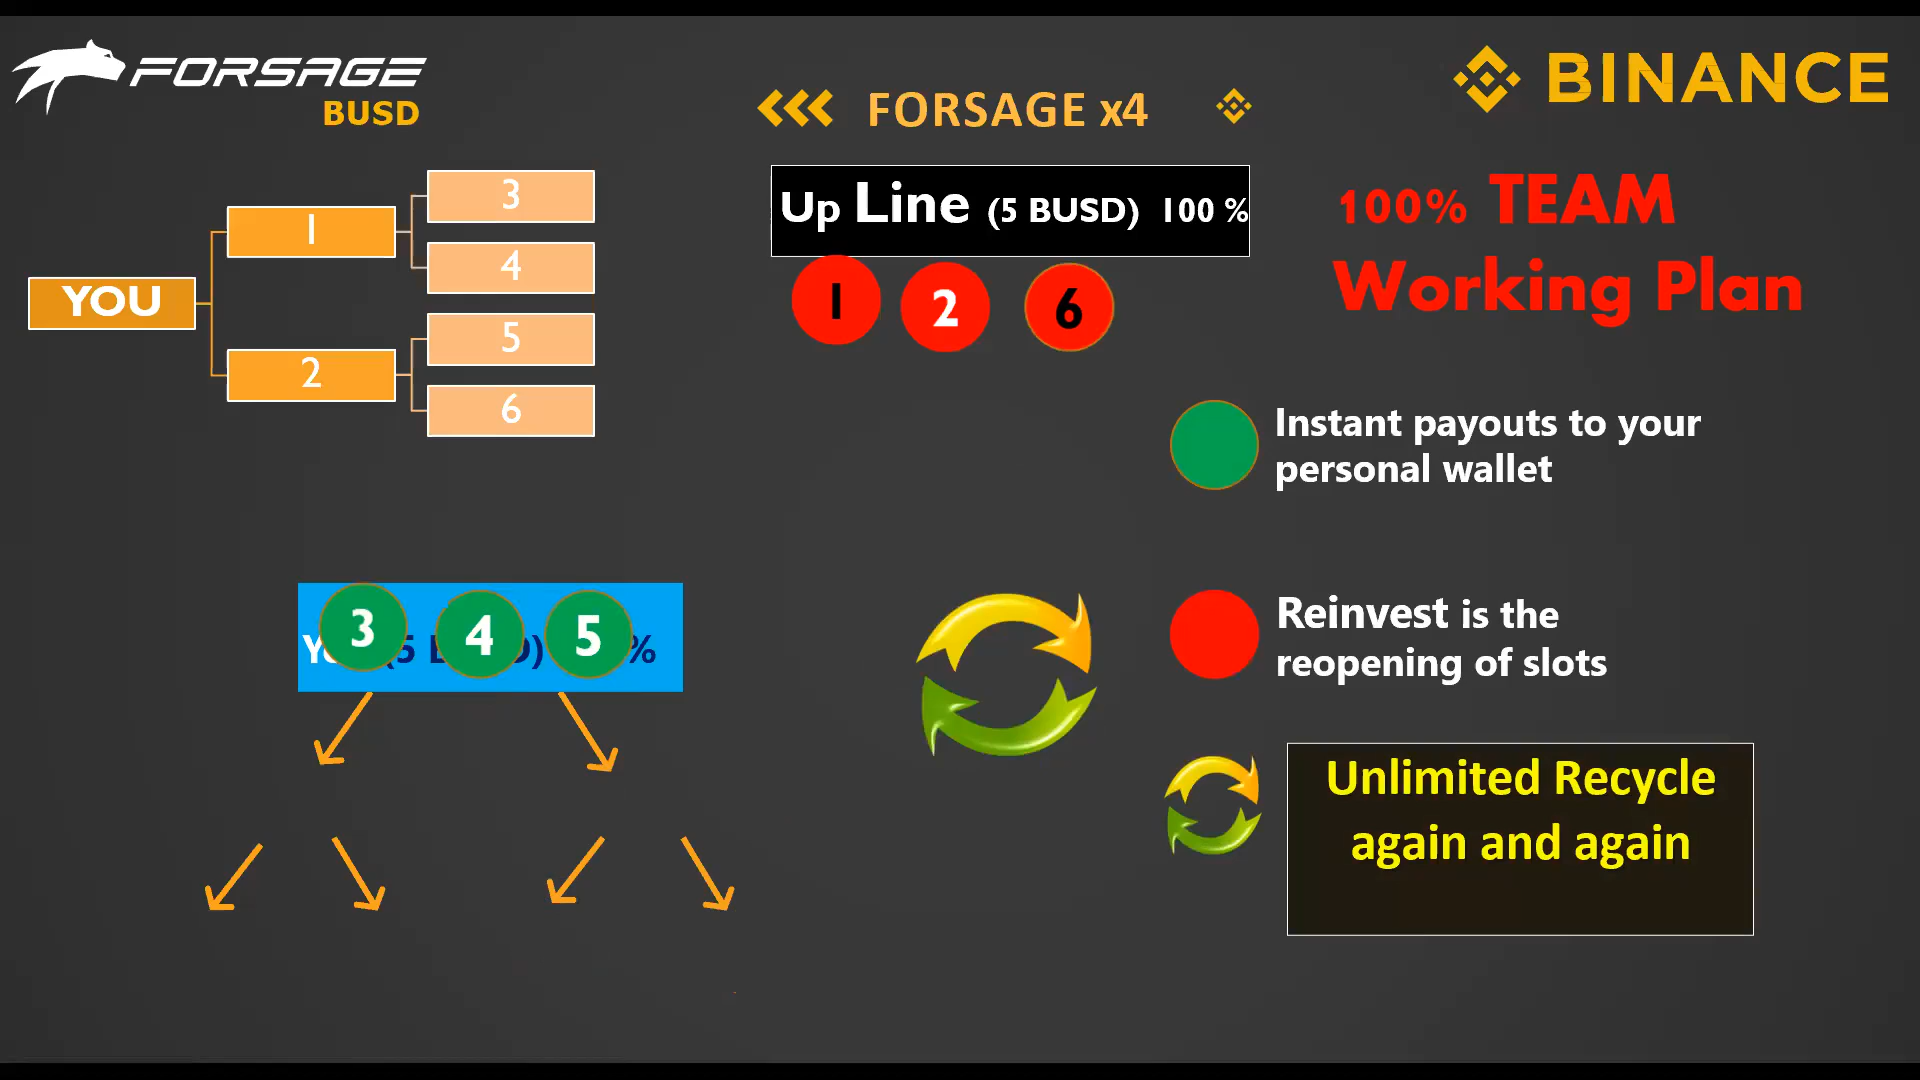 FORSAGE
BUSD
FORSAGE x4
BINANCE
YOU
1
2
3
4
5
6
Up Line (5 BUSD) 100 %
1 2 6
100% TEAM
Working Plan
Instant payouts to your
personal wallet
3 4 5
Reinvest is the
reopening of slots
Unlimited Recycle
again and again